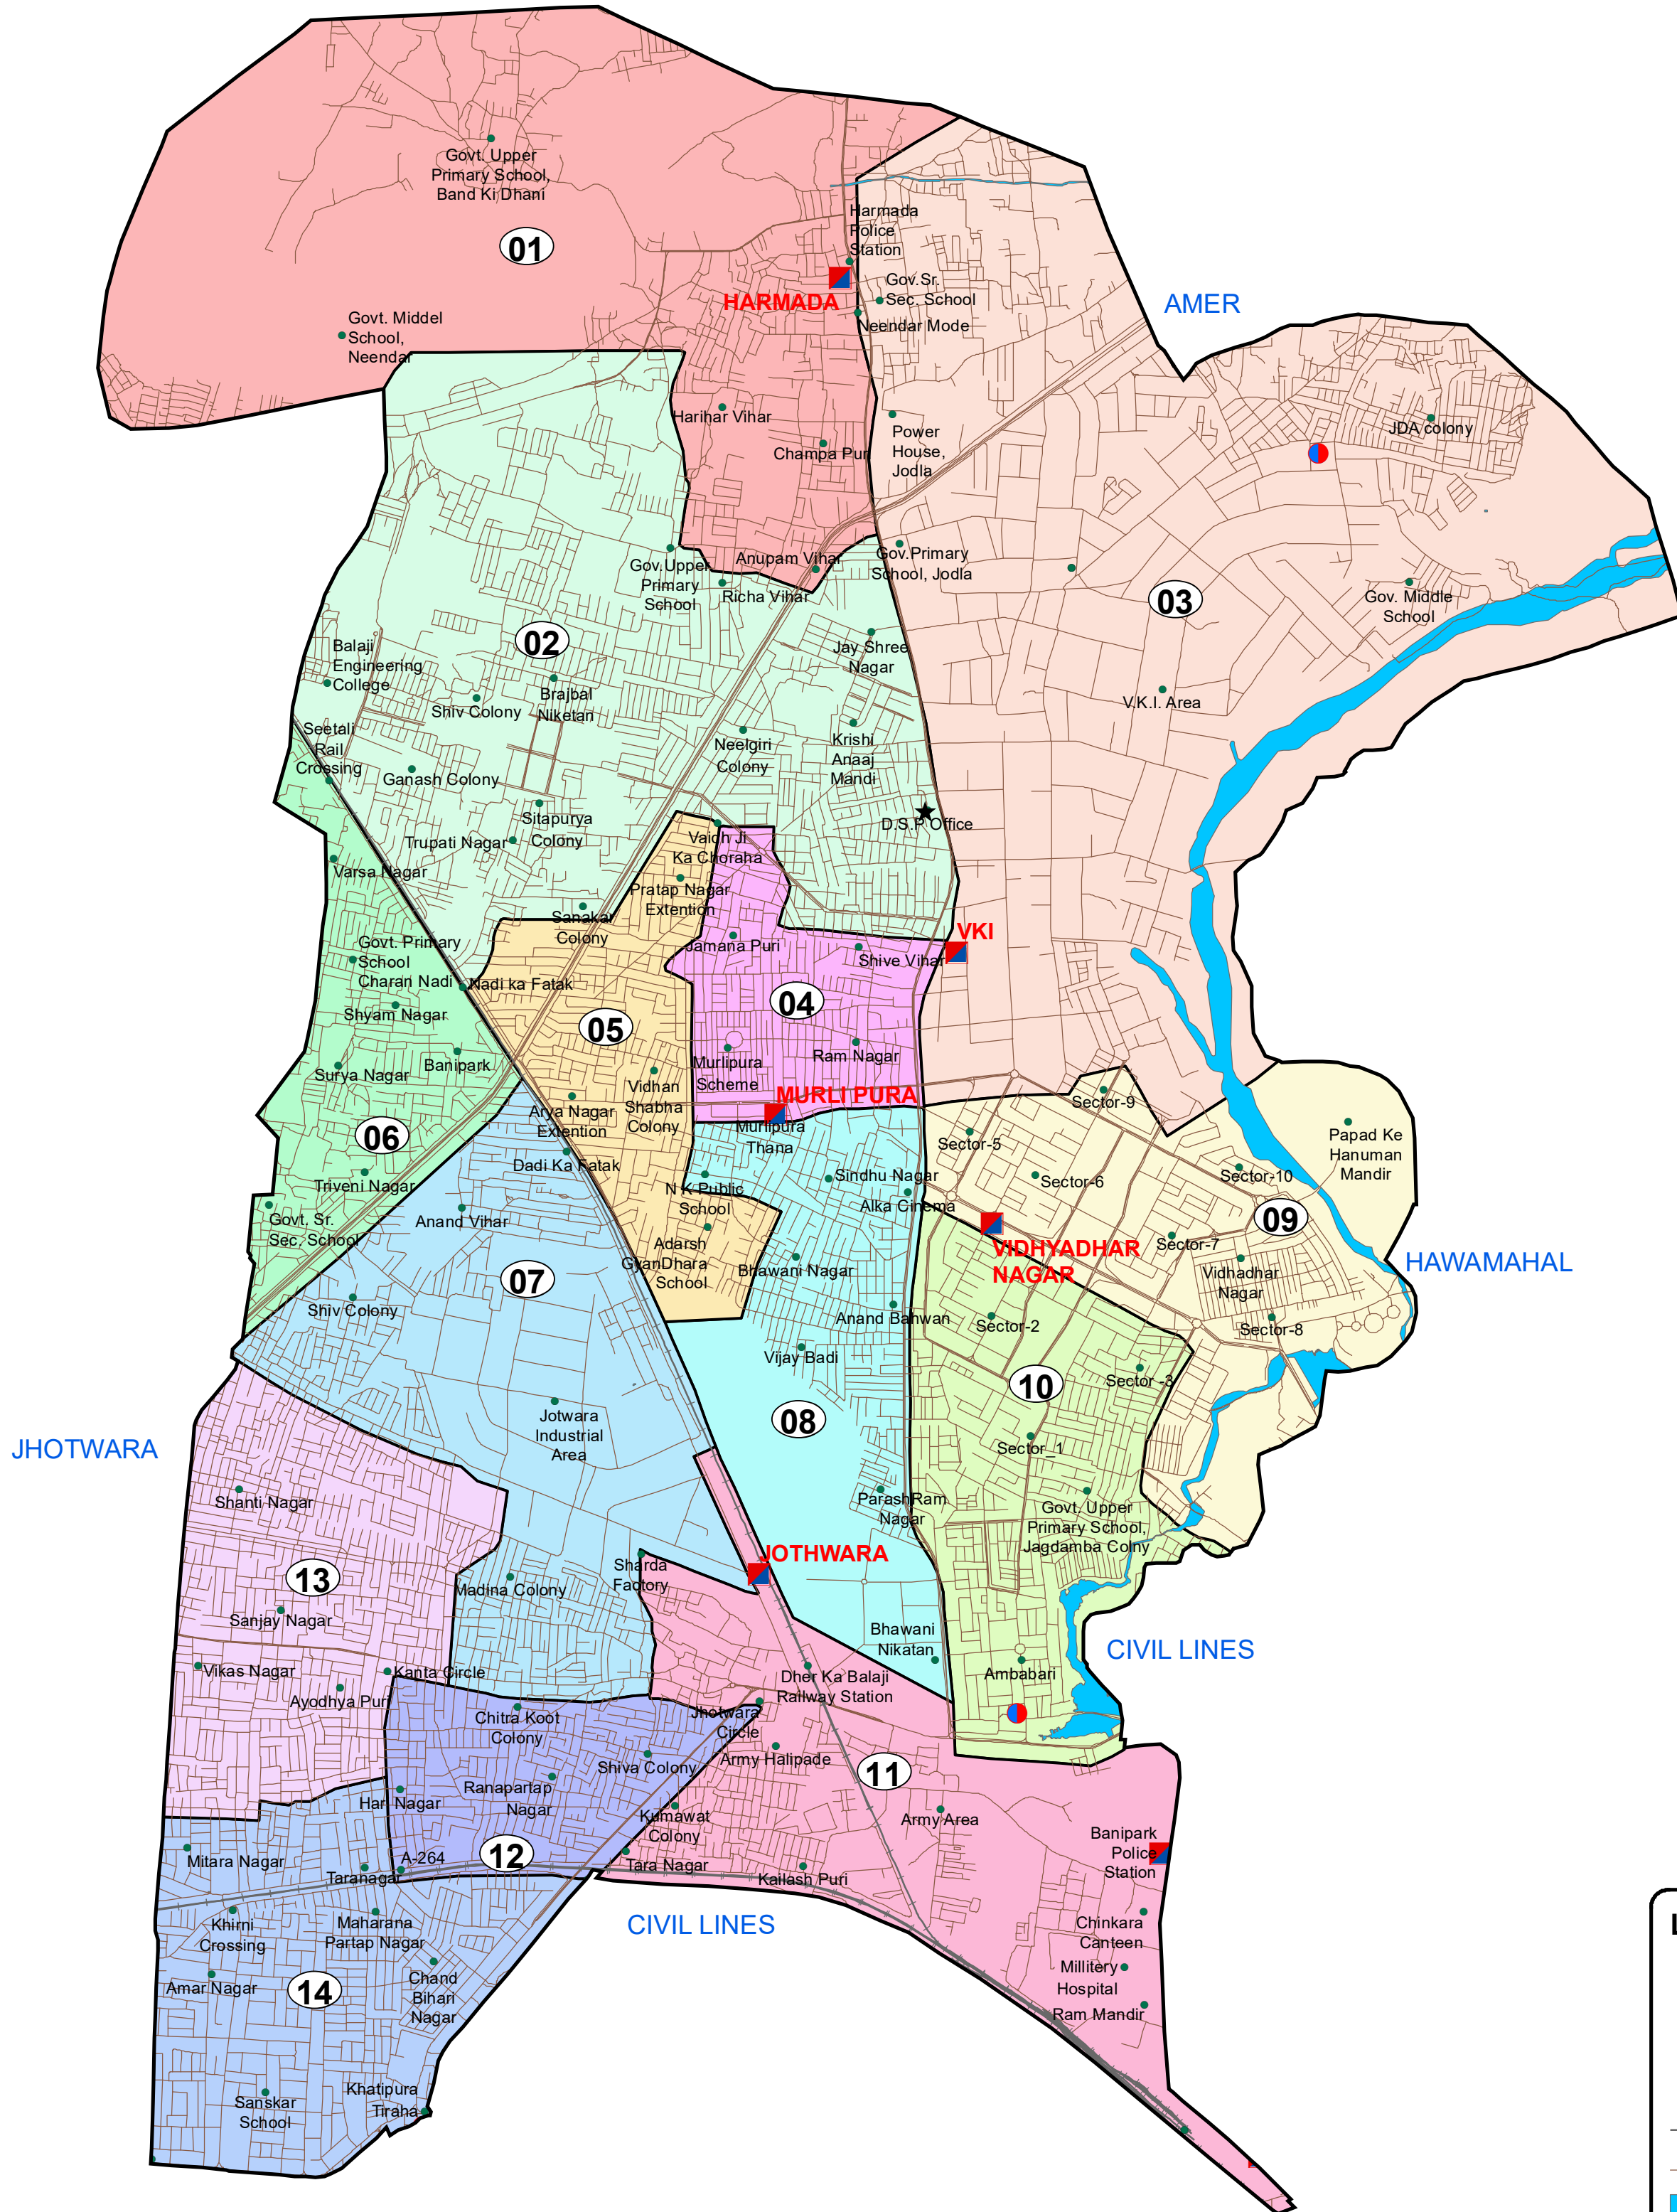 Govt. Upper
Primary School,
Band Ki Dhani
01
Harmada
Police
Station
HARMADA
Gov.Sr.
Sec. School
Neendar Mode
AMER
Govt. Middel
School,
Neendar
Harihar Vihar
Champa Pur
Power
House,
Jodla
JDA colony
Anupam Vihar
Gov.Primary
School, Jodla
Gov.Upper
Primary
School
Richa Vihar
03
Gov. Middle
School
02
Jay Shree
Nagar
Balaji
Engineering
College
Shiv Colony
Brajbal
Niketan
V.K.I. Area
Seetali
Rail
Crossing
Neelgiri
Colony
Krishi
Anaaj
Mandi
Ganash Colony
Sitapurya
Colony
Trupati Nagar
D.S.P Office
Vaidh Ji
Ka Choraha
Varsa Nagar
Pratap Nagar
Extention
Sanakar
Colony
Jamana Puri
Shive Vihar
VKI
Govt. Primary
School
Charan Nadi
Nadi ka Fatak
04
Shyam Nagar
05
Banipark
Surya Nagar
Murlipura
Scheme
Ram Nagar
Vidhan
Shabha
Colony
MURLI PURA
Arya Nagar
Extention
Murlipura
Thana
Sector-9
Sector-5
06
Papad Ke
Hanuman
Mandir
Dadi Ka Fatak
Sindhu Nagar
Sector-6
Sector-10
Triveni Nagar
N K Public
School
Alka Cinema
09
Govt. Sr.
Sec. School
Anand Vihar
VIDHYADHAR
NAGAR
Sector-7
Adarsh
GyanDhara
School
Bhawani Nagar
Vidhadhar
Nagar
HAWAMAHAL
07
Shiv Colony
Anand Bahwan
Sector-2
Sector-8
Vijay Badi
Sector -3
10
Jotwara
Industrial
Area
08
Sector_1
JHOTWARA
Shanti Nagar
ParashRam
Nagar
Govt. Upper
Primary School,
Jagdamba Colny
JOTHWARA
Sharda
Factory
13
Madina Colony
Sanjay Nagar
Bhawani
Nikatan
CIVIL LINES
Vikas Nagar
Kanta Circle
Dher Ka Balaji
Railway Station
Ambabari
Ayodhya Puri
Chitra Koot
Colony
Jhotwara
Circle
Army Halipade
11
Shiva Colony
Ranapartap
Nagar
Hari Nagar
Kumawat
Colony
Army Area
Banipark
Police
Station
12
A-264
Mitara Nagar
Taranagar
Tara Nagar
Kailash Puri
Khirni
Crossing
Maharana
Partap Nagar
CIVIL LINES
Chinkara
Canteen
Amar Nagar
14
Chand
Bihari
Nagar
Millitery
Hospital
Ram Mandir
Khatipura
Tiraha
Sanskar
School